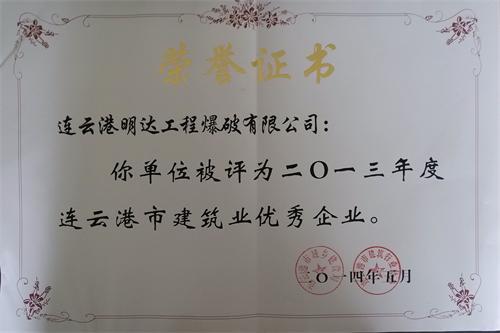 荣誉证书
连云港明达工程爆破有限公司：
你单位被评为二〇一三年度
连云港市建筑业优秀企业。
二〇一四年五月